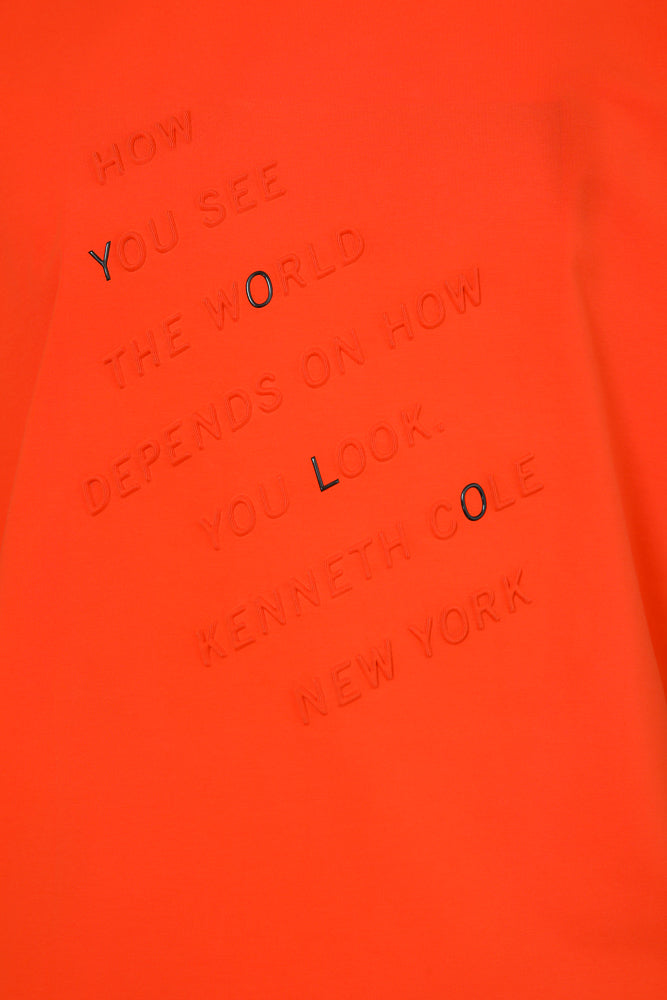 HOW
YOU SEE
THE WORLD
DEPENDS ON HOW
YOU LOOK.
KENNETH COLE
NEW YORK